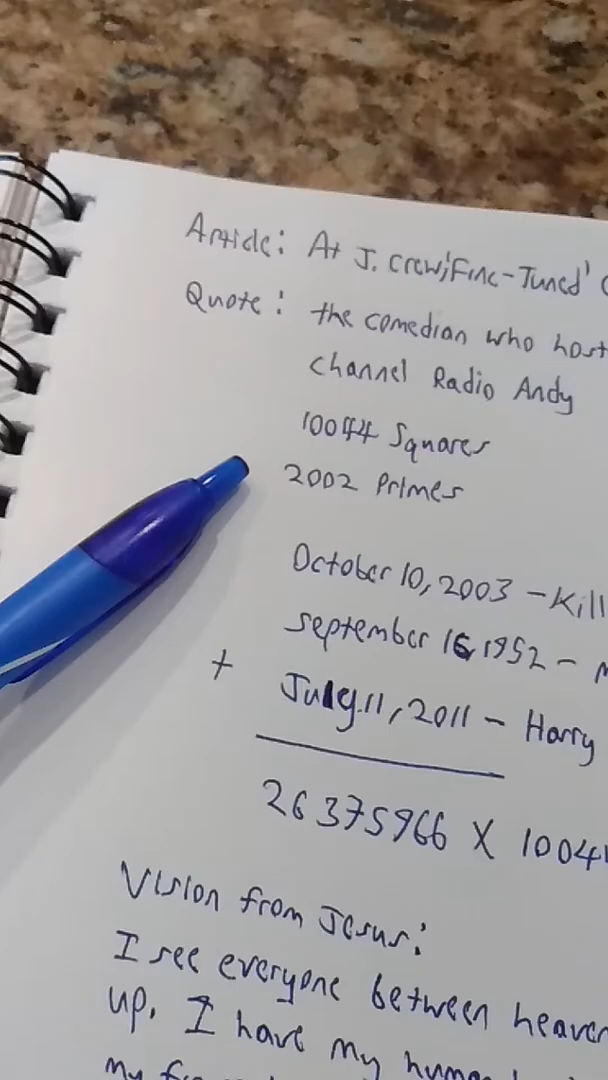 Article: At J. Crew, 'Fine-Tuned'
Quote: the comedian who host
channel Radio Andy
10044 Squares
2002 Primes
October 10, 2003 - Kill
September 16, 1952 -
+ July 11, 2011 - Harry
26375966 X 1004
Vision from Jesus:
I see everyone between heaven
up. I have my human
my